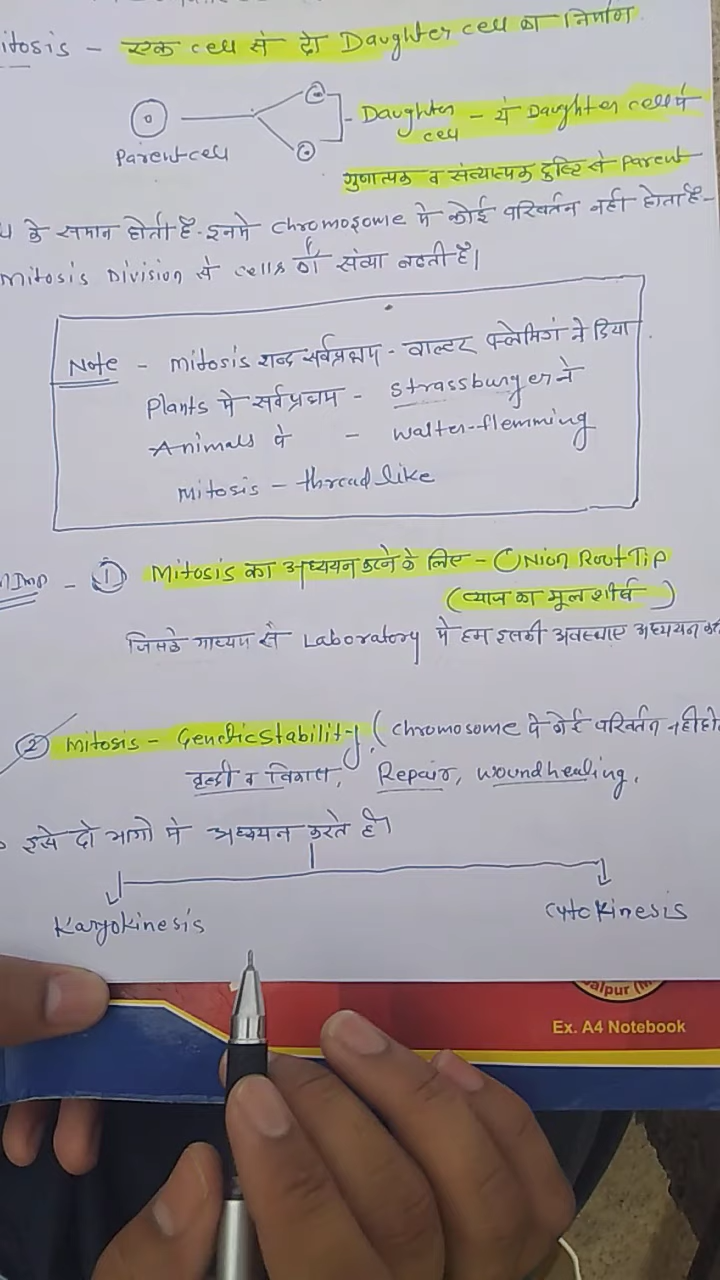 itosis - एक cell से दो Daughter cell का निर्माण
Parent cell
Daughter cell - ये Daughter cell में
गुणात्मक व संख्यात्मक दृष्टि से Parent
के समान होती है. इनमे chromosome में कोई परिवर्तन नही होता है -
Mitosis Division से cells की संख्या बढती है।
Note - Mitosis शब्द सर्वप्रथम - वाल्टर फ्लेमिंग ने दिया
Plants में सर्वप्रथम - Strassburger ने
Animals में - Walter flemming
Mitosis - thread like
Imp - ① Mitosis का अध्ययन करने के लिए - Onion Root Tip
(प्याज का मूल शीर्ष)
जिसके माध्यम से Laboratory में हम इसकी अवस्थाए अध्ययन
② Mitosis - Genetic Stability, (chromosome में कोई परिवर्तन नही हो
वृद्धी व विकास, Repair, wound healing.
इसे दो भागो मे अध्ययन करते है।
Karyokinesis
Cytokinesis
alpur (M
Ex. A4 Notebook